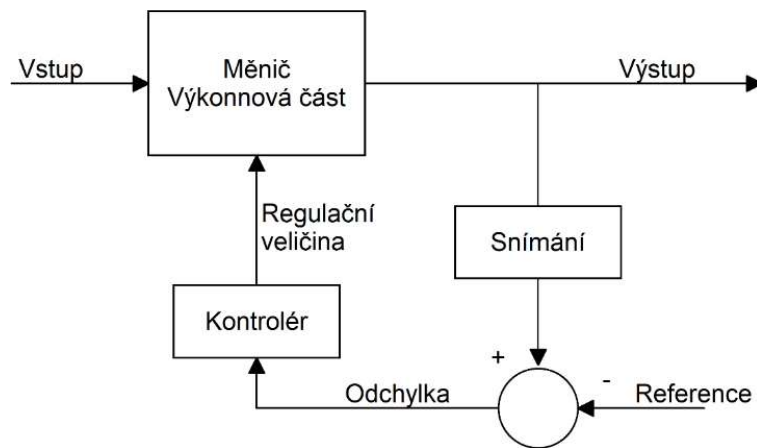 Vstup
Měnič
Výkonnová část
Výstup
Regulační
veličina
Snímání
Kontrolér
+
-
Odchylka
Reference